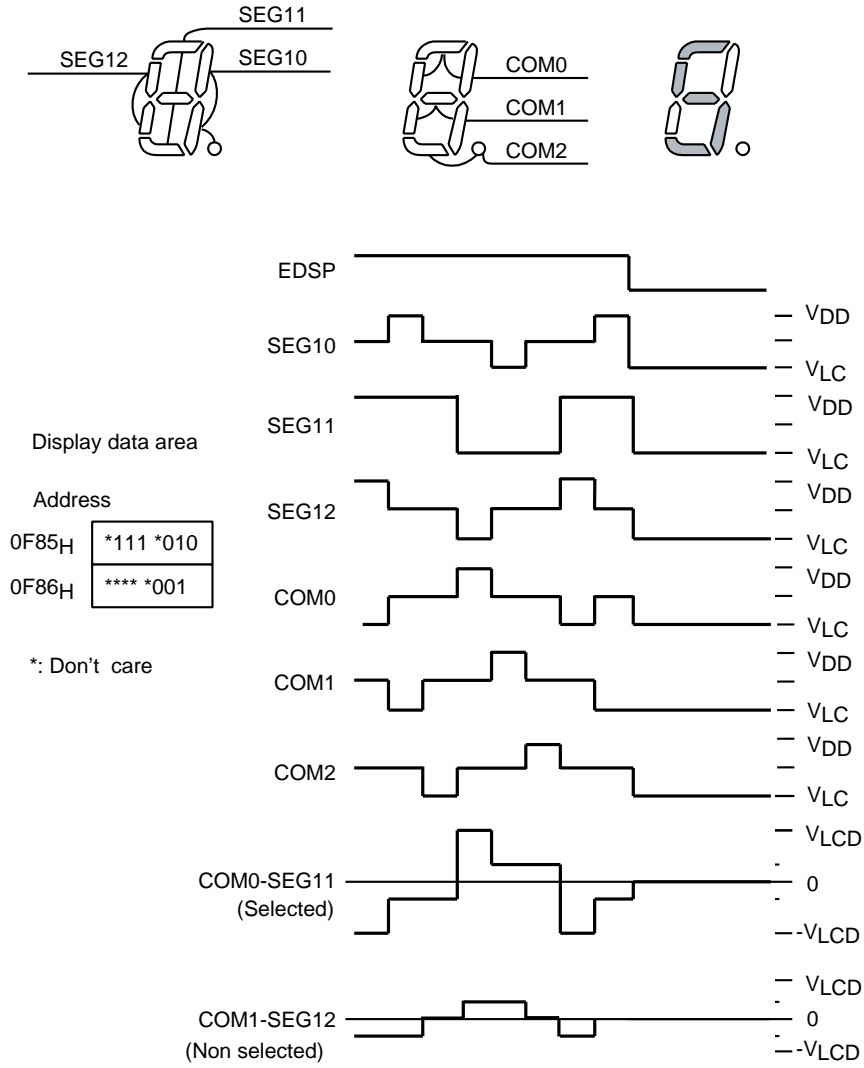 SEG11
SEG12
SEG10
COM0
COM1
COM2
EDSP
VDD
SEG10
VLC
VDD
SEG11
Display data area
VLC
VDD
Address
SEG12
0F85H *111 *010
VLC
VDD
0F86H **** *001
COM0
VLC
*: Don't care
VDD
COM1
VLC
VDD
COM2
VLC
VLCD
COM0-SEG11
0
(Selected)
-VLCD
VLCD
COM1-SEG12
0
(Non selected)
-VLCD